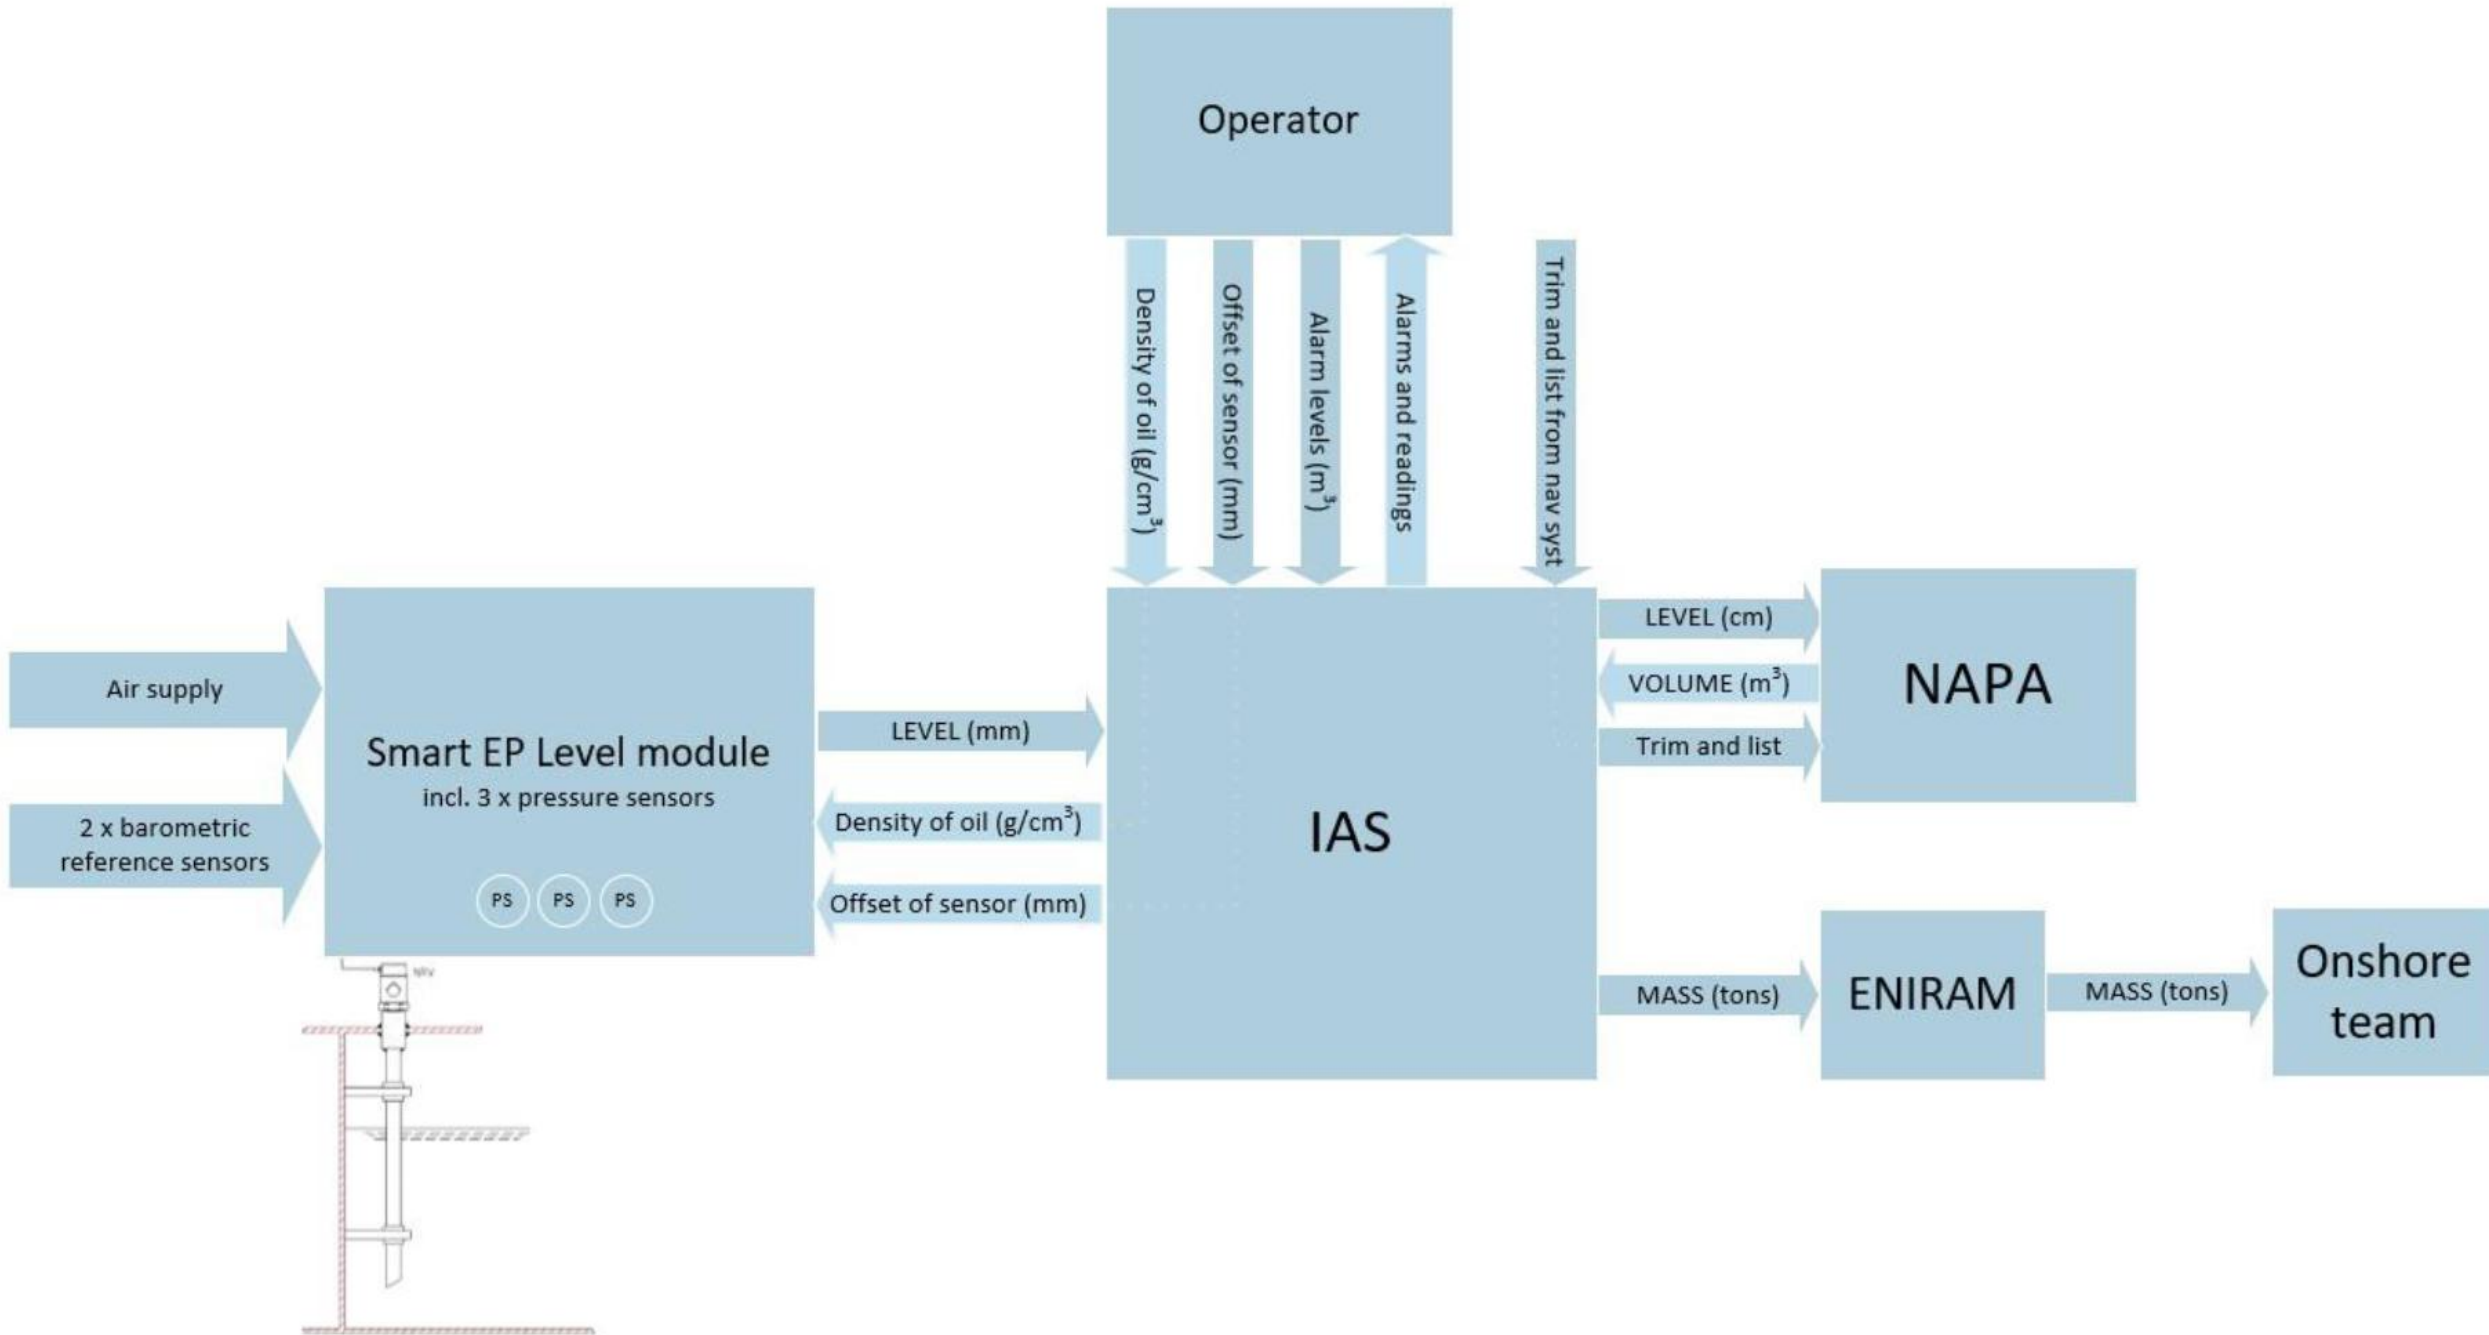 Operator
Density of oil (g/cm³)
Offset of sensor (mm)
Alarm levels (m³)
Alarms and readings
Trim and list from nav syst
Air supply
2 x barometric
reference sensors
Smart EP Level module
incl. 3 x pressure sensors
PS
PS
PS
NRV
LEVEL (mm)
Density of oil (g/cm³)
Offset of sensor (mm)
IAS
LEVEL (cm)
VOLUME (m³)
Trim and list
NAPA
MASS (tons)
ENIRAM
MASS (tons)
Onshore
team